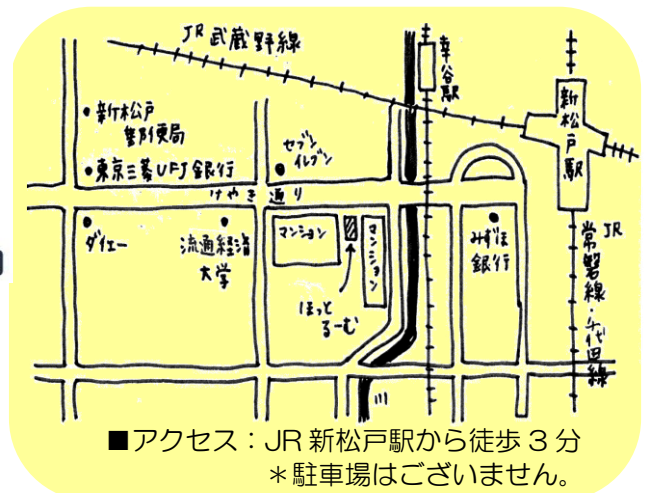 JR武蔵野線
幸谷駅
新松戸駅
新松戸
郵便局
東京三菱UFJ銀行
セブン
イレブン
けやき通り
ダイエー
流通経済
大学
マンション
マンション
ほっと
るーむ
みずほ
銀行
JR
常磐線・千代田線
川
■アクセス：JR新松戸駅から徒歩3分
＊駐車場はございません。